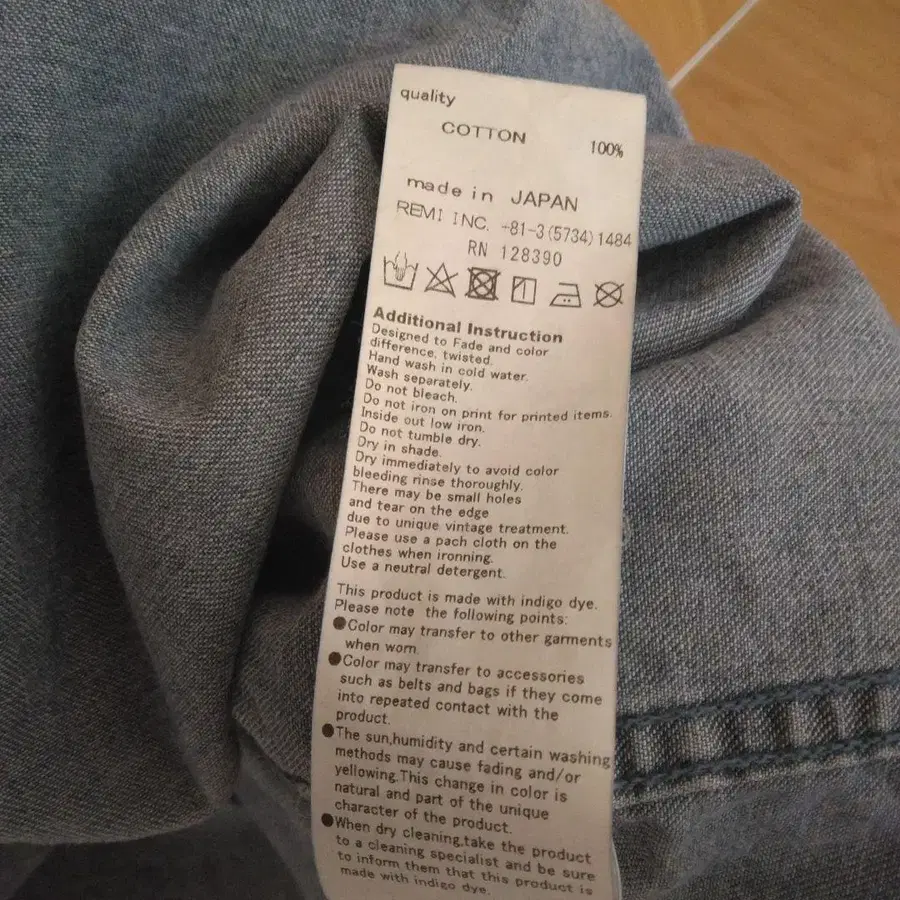 quality
COTTON 100%
made in JAPAN
REMI INC. +81-3(5734)1484
RN 128390
Additional Instruction
Designed to Fade and color
difference, twisted.
Hand wash in cold water.
Wash separately.
Do not bleach.
Do not iron on print for printed items.
Inside out low iron.
Do not tumble dry.
Dry in shade.
Dry immediately to avoid color
bleeding rinse thoroughly.
There may be small holes
and tear on the edge
due to unique vintage treatment.
Please use a pach cloth on the
clothes when ironning.
Use a neutral detergent.
This product is made with indigo dye.
Please note the following points:
●Color may transfer to other garments
when worn.
●Color may transfer to accessories
such as belts and bags if they come
into repeated contact with the
product.
●The sun,humidity and certain washing
methods may cause fading and/or
yellowing.This change in color is
natural and part of the unique
character of the product.
●When dry cleaning,take the product
to a cleaning specialist and be sure
to inform them that this product is
made with indigo dye.